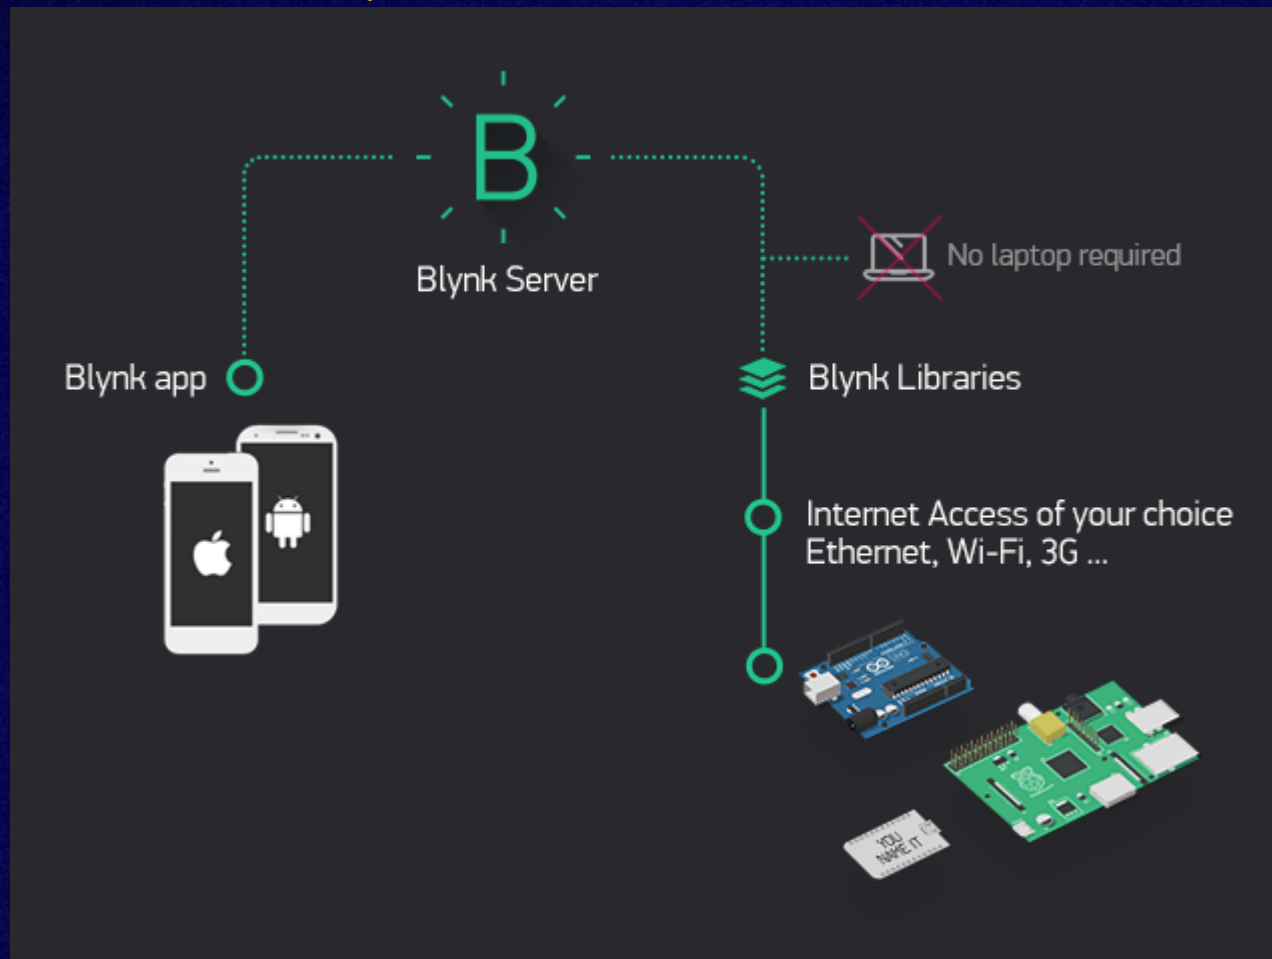 B
Blynk Server
No laptop required
Blynk app
Blynk Libraries
Internet Access of your choice
Ethernet, Wi-Fi, 3G ...
UNO
YOU
NAME IT